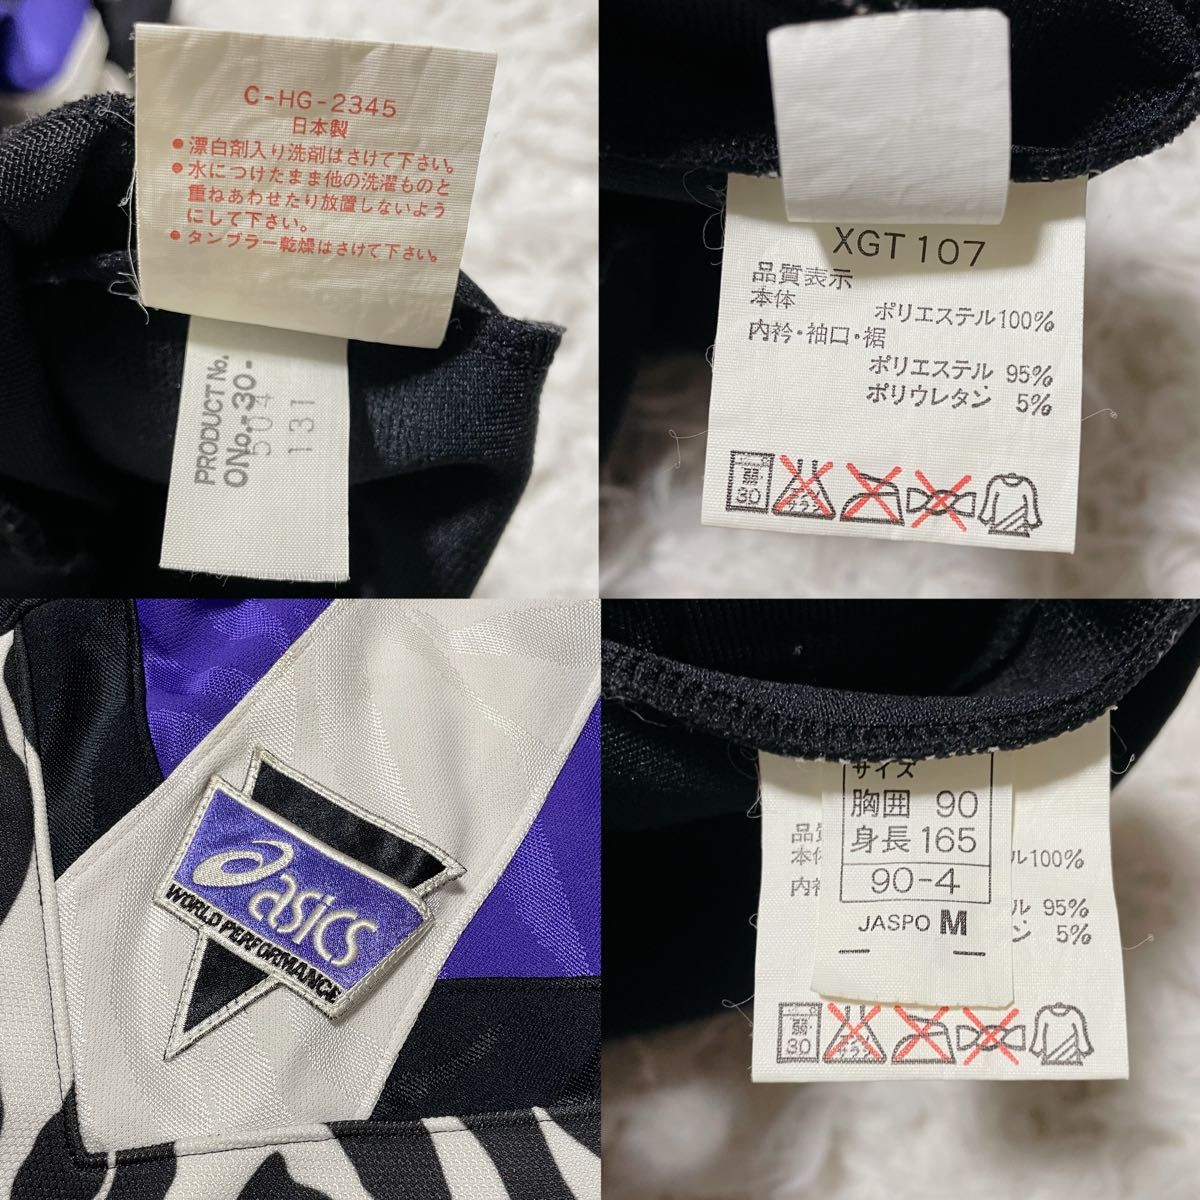 C-HG-2345
日本製
● 漂白剤入り洗剤はさけて下さい。
● 水につけたまま他の洗濯ものと
重ねあわせたり放置しないよう
にして下さい。
● タンブラー乾燥はさけて下さい。
PRODUCT No.
ONo.-30-
504
131
XGT107
品質表示
本体
ポリエステル100%
内衿・袖口・裾
ポリエステル 95%
ポリウレタン 5%
弱
30
asics
WORLD PERFORMANCE
サイズ
胸囲 90
身長 165
90-4
JASPO M
ル100%
ル 95%
ン 5%
弱
30